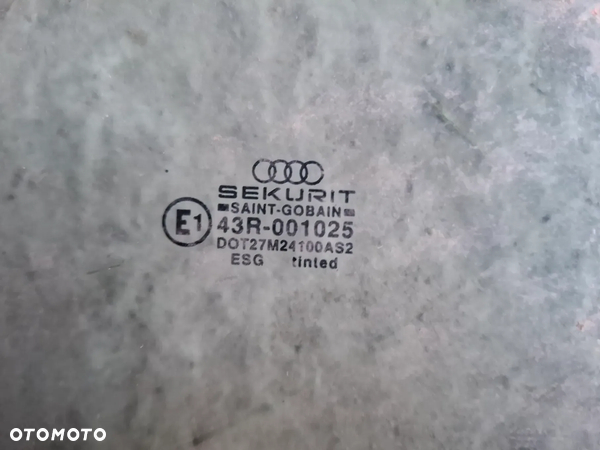 SEKURIT
SAINT-GOBAIN
E1 43R-001025
DOT27M24100AS2
ESG tinted
OTOMOTO